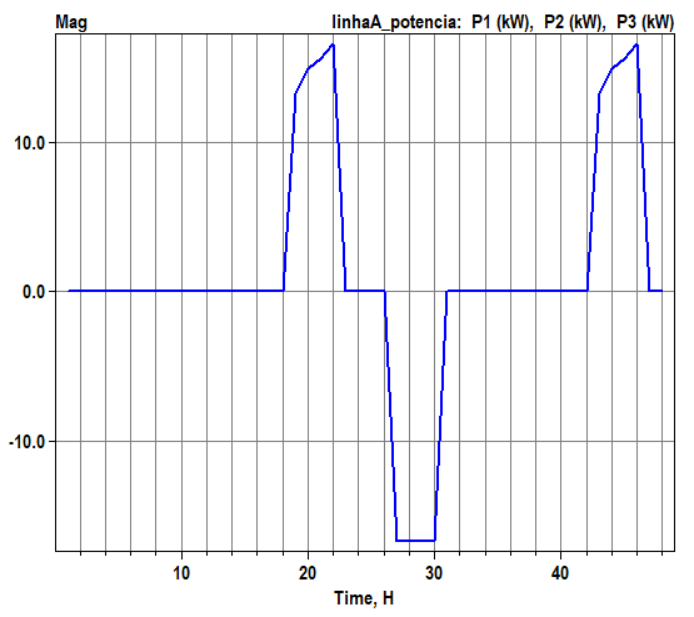 Mag linhaA_potencia: P1 (kW), P2 (kW), P3 (kW)
10.0
0.0
-10.0
10 20 30 40
Time, H